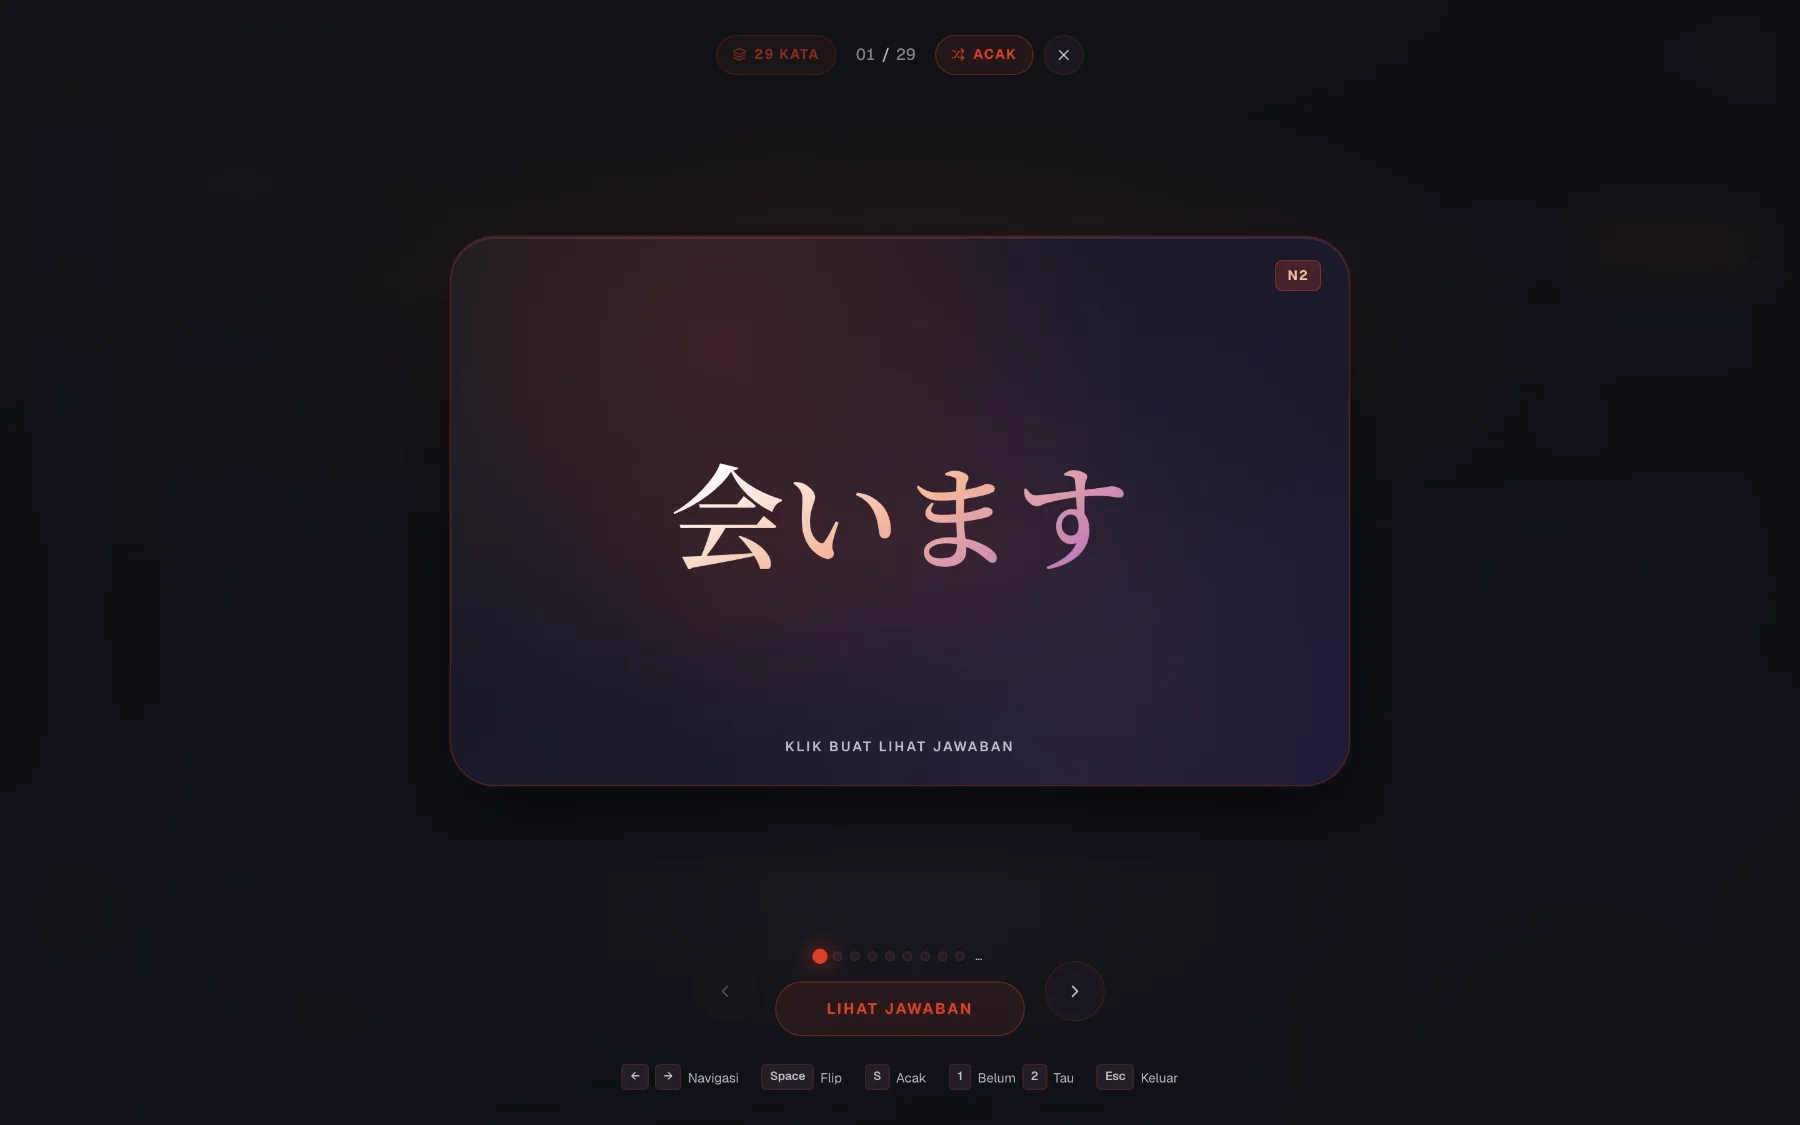 29 KATA
01 / 29
ACAK
N2
会います
KLIK BUAT LIHAT JAWABAN
...
LIHAT JAWABAN
← → Navigasi Space Flip S Acak 1 Belum 2 Tau Esc Keluar